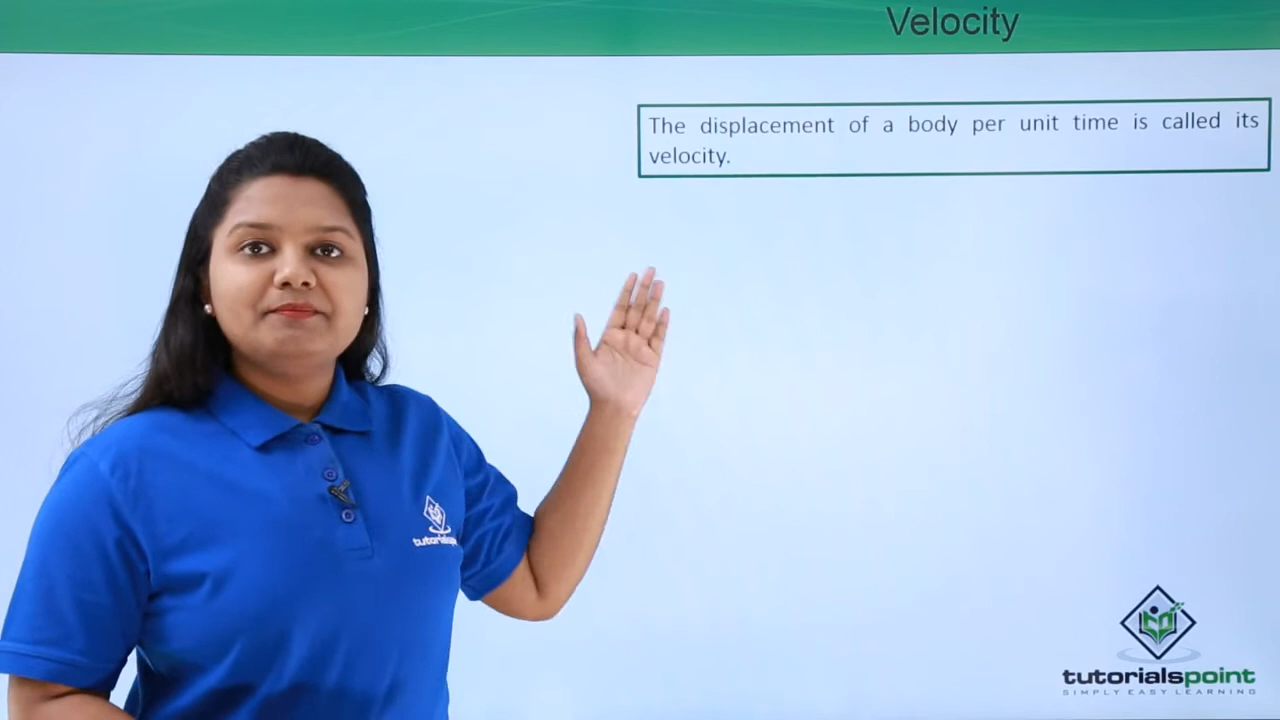 Velocity
The displacement of a body per unit time is called its
velocity.
tutorialspoint
SIMPLY EASY LEARNING